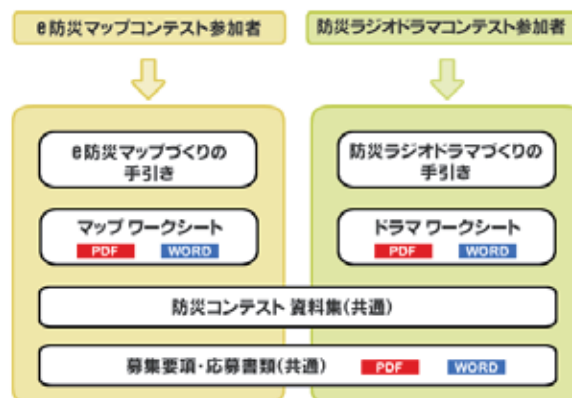 e防災マップコンテスト参加者
防災ラジオドラマコンテスト参加者
e防災マップづくりの
手引き
防災ラジオドラマづくりの
手引き
マップ ワークシート
PDF WORD
ドラマ ワークシート
PDF WORD
防災コンテスト 資料集(共通)
募集要項・応募書類(共通) PDF WORD